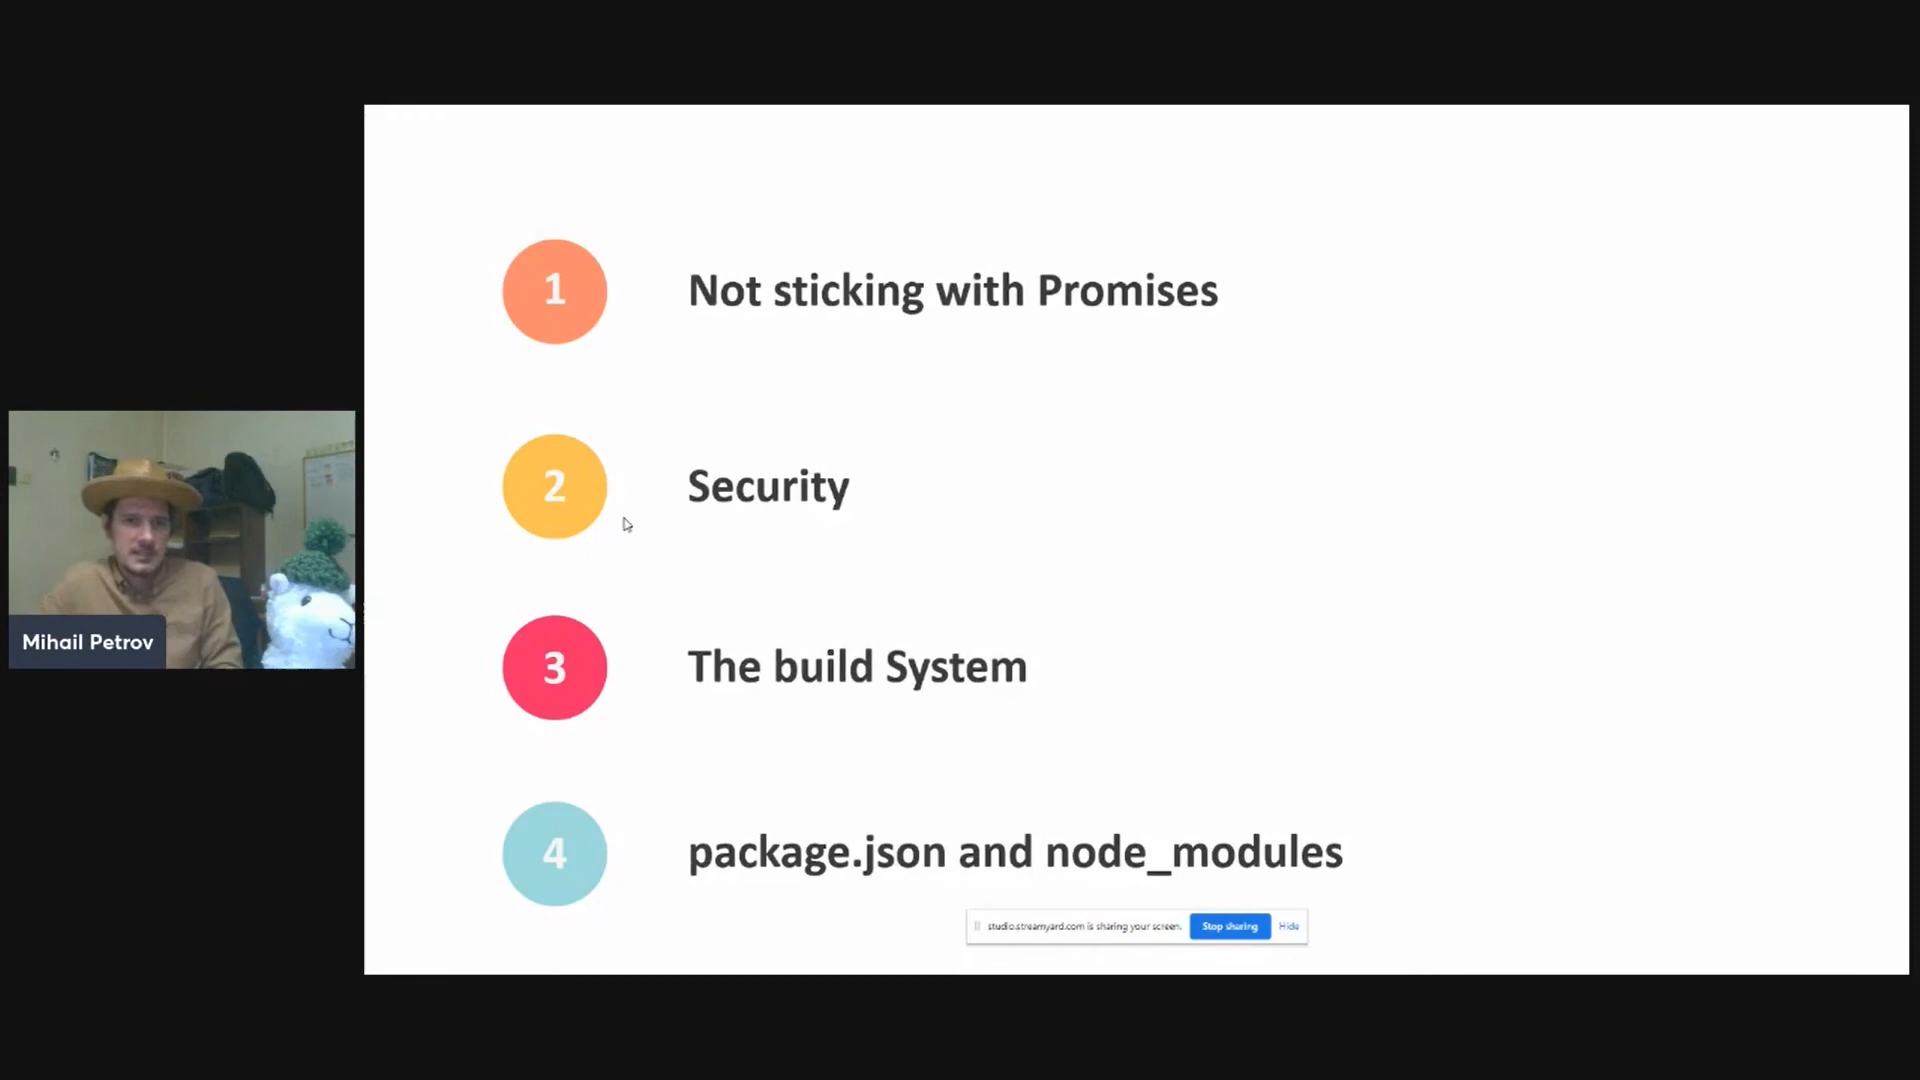 1
Not sticking with Promises
2
Security
3
The build System
4
package.json and node_modules
studio.streamyard.com is sharing your screen.
Stop sharing
Hide
Mihail Petrov